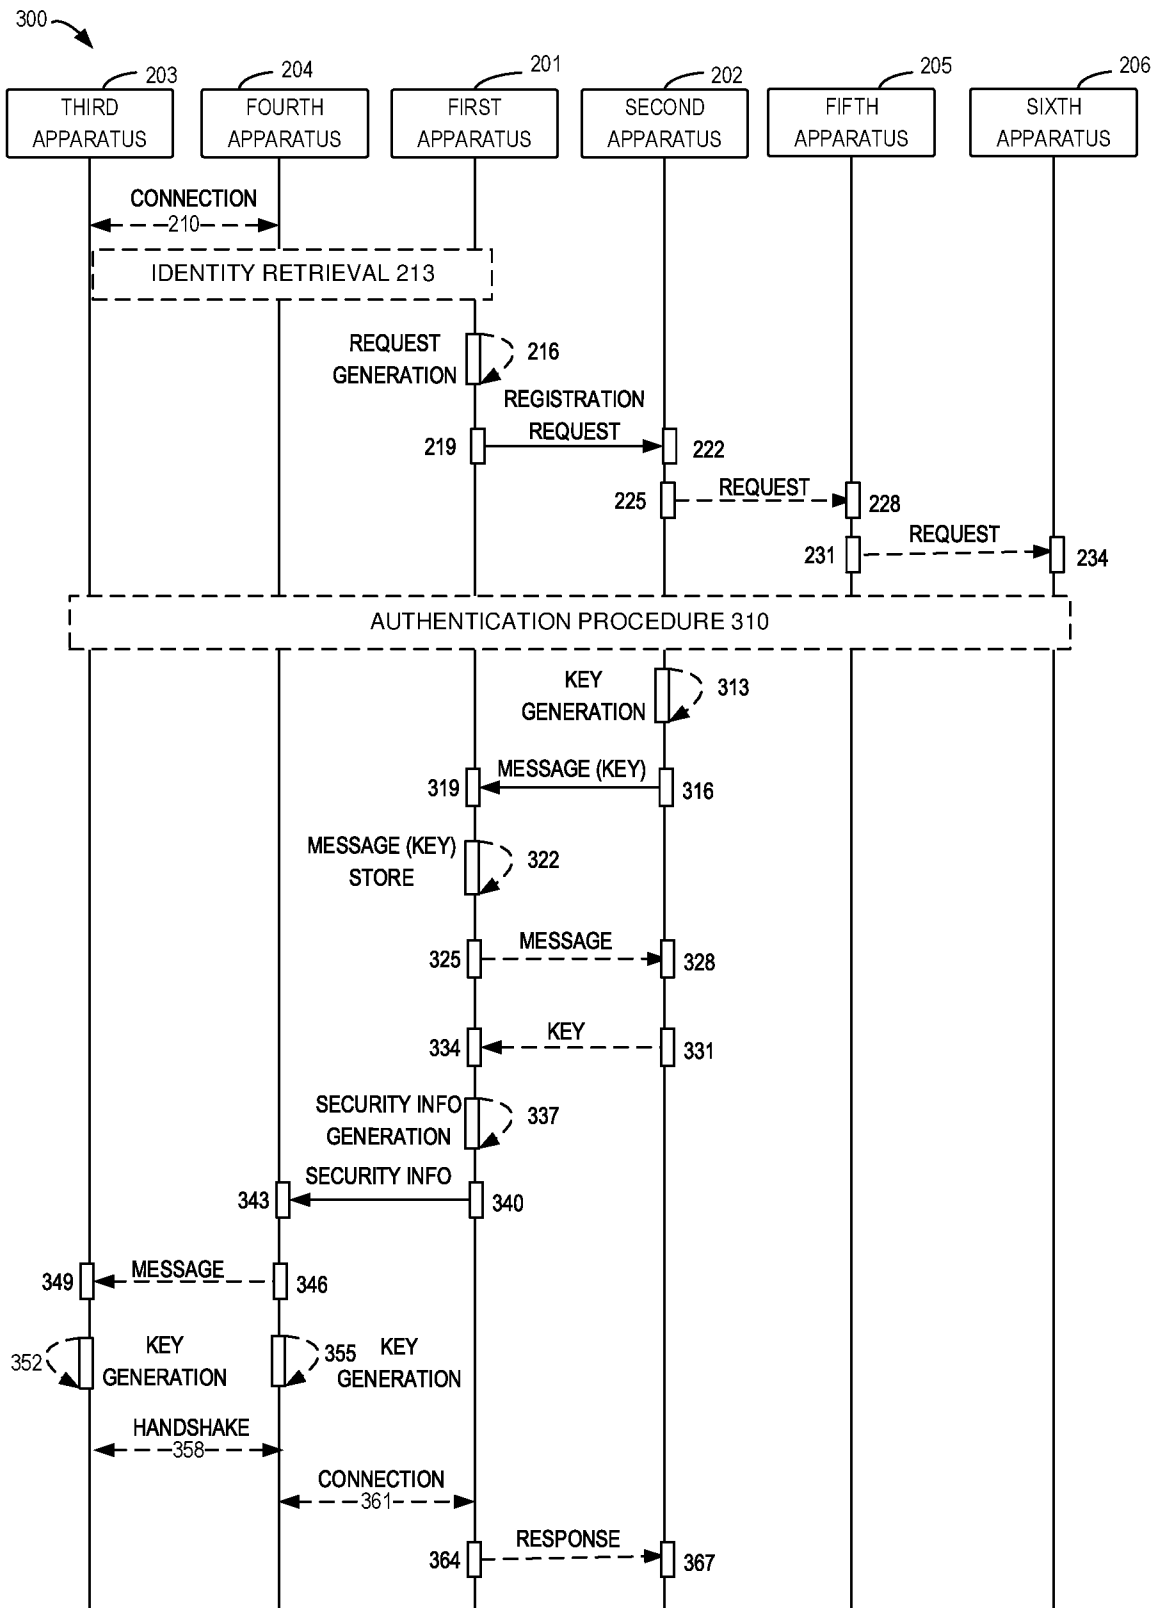 300
203
204
201
202
205
206
THIRD
APPARATUS
FOURTH
APPARATUS
FIRST
APPARATUS
SECOND
APPARATUS
FIFTH
APPARATUS
SIXTH
APPARATUS
CONNECTION
210
IDENTITY RETRIEVAL 213
REQUEST
GENERATION
216
REGISTRATION
REQUEST
219
222
225
REQUEST
228
231
REQUEST
234
AUTHENTICATION PROCEDURE 310
KEY
GENERATION
313
319
MESSAGE (KEY)
316
MESSAGE (KEY)
STORE
322
325
MESSAGE
328
334
KEY
331
SECURITY INFO
GENERATION
337
343
SECURITY INFO
340
349
MESSAGE
346
352
KEY
GENERATION
355
KEY
GENERATION
HANDSHAKE
358
CONNECTION
361
364
RESPONSE
367